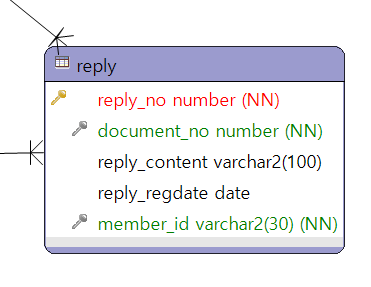 reply
reply_no number (NN)
document_no number (NN)
reply_content varchar2(100)
reply_regdate date
member_id varchar2(30) (NN)